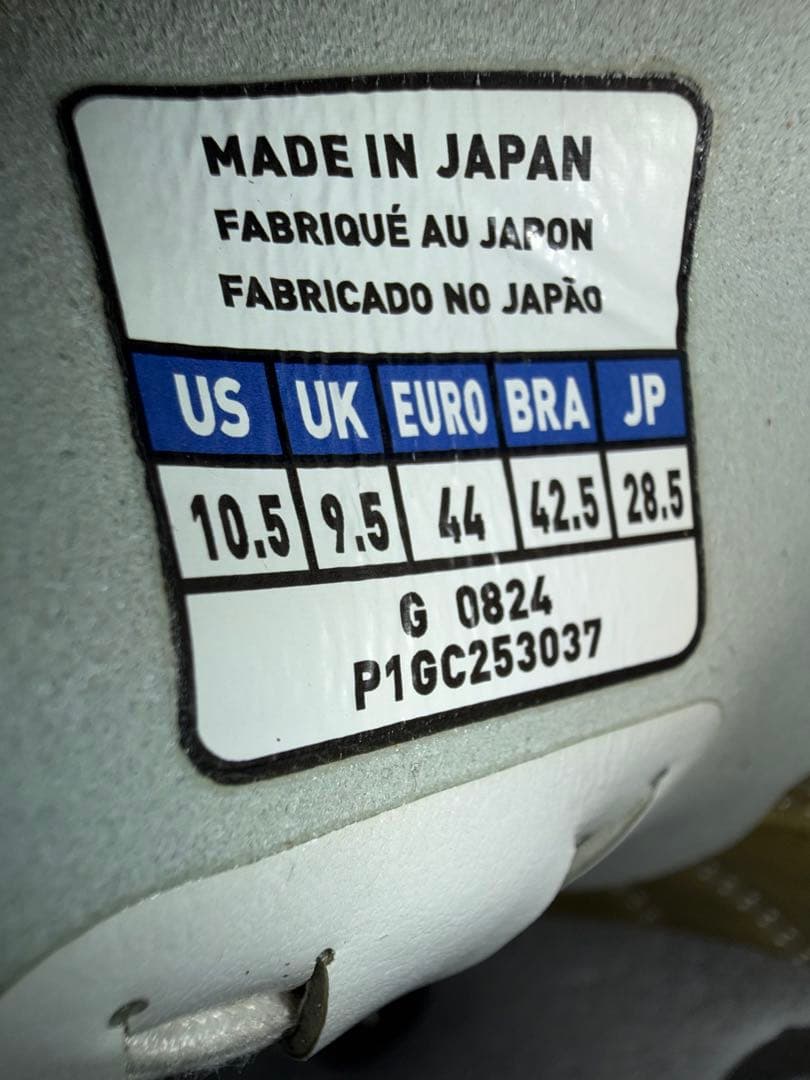 MADE IN JAPAN
FABRIQUÉ AU JAPON
FABRICADO NO JAPÃO
US UK EURO BRA JP
10.5 9.5 44 42.5 28.5
G 0824
P1GC253037